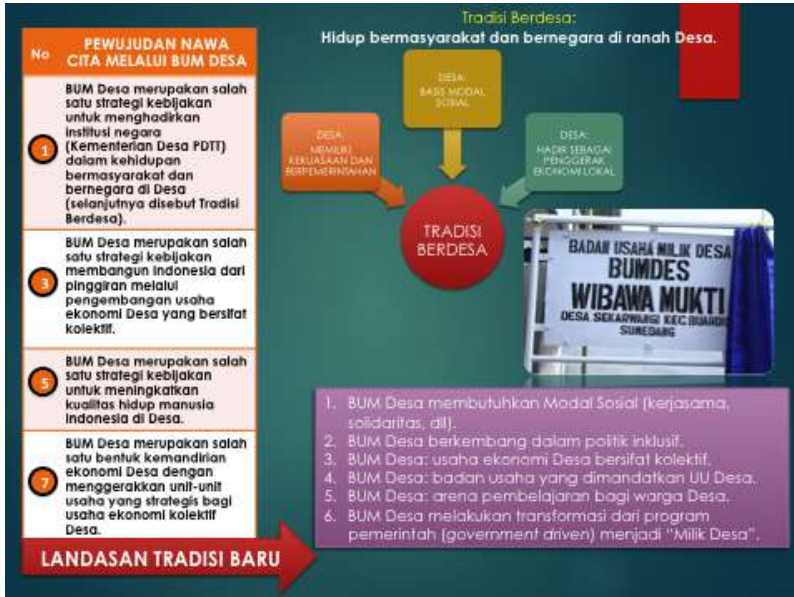 No
PEWUJUDAN NAWA
CITA MELALUI BUM DESA
1
BUM Desa merupakan salah
satu strategi kebijakan
untuk menghadirkan
institusi negara
(Kementerian Desa PDTT)
dalam kehidupan
bermasyarakat dan
bernegara di Desa
(selanjutnya disebut Tradisi
Berdesa).
3
BUM Desa merupakan salah
satu strategi kebijakan
membangun Indonesia dari
pinggiran melalui
pengembangan usaha
ekonomi Desa yang bersifat
kolektif.
5
BUM Desa merupakan salah
satu strategi kebijakan
untuk meningkatkan
kualitas hidup manusia
Indonesia di Desa.
7
BUM Desa merupakan salah
satu bentuk kemandirian
ekonomi Desa dengan
menggerakkan unit-unit
usaha yang strategis bagi
usaha ekonomi kolektif
Desa.
LANDASAN TRADISI BARU
Tradisi Berdesa:
Hidup bermasyarakat dan bernegara di ranah Desa.
DESA:
BASIS MODAL
SOSIAL
DESA:
MEMILIKI
KEKUASAAN DAN
BERPEMERINTAHAN
DESA:
HADIR SEBAGAI
PENGGERAK
EKONOMI LOKAL
TRADISI
BERDESA
BADAN USAHA MILIK DESA
BUMDES
WIBAWA MUKTI
DESA SEKARWANGI KEC.BUAHDUA
SUMEDANG
1. BUM Desa membutuhkan Modal Sosial (kerjasama,
solidaritas, dll).
2. BUM Desa berkembang dalam politik inklusif.
3. BUM Desa: usaha ekonomi Desa bersifat kolektif.
4. BUM Desa: badan usaha yang dimandatkan UU Desa.
5. BUM Desa: arena pembelajaran bagi warga Desa.
6. BUM Desa melakukan transformasi dari program
pemerintah (government driven) menjadi "Milik Desa".